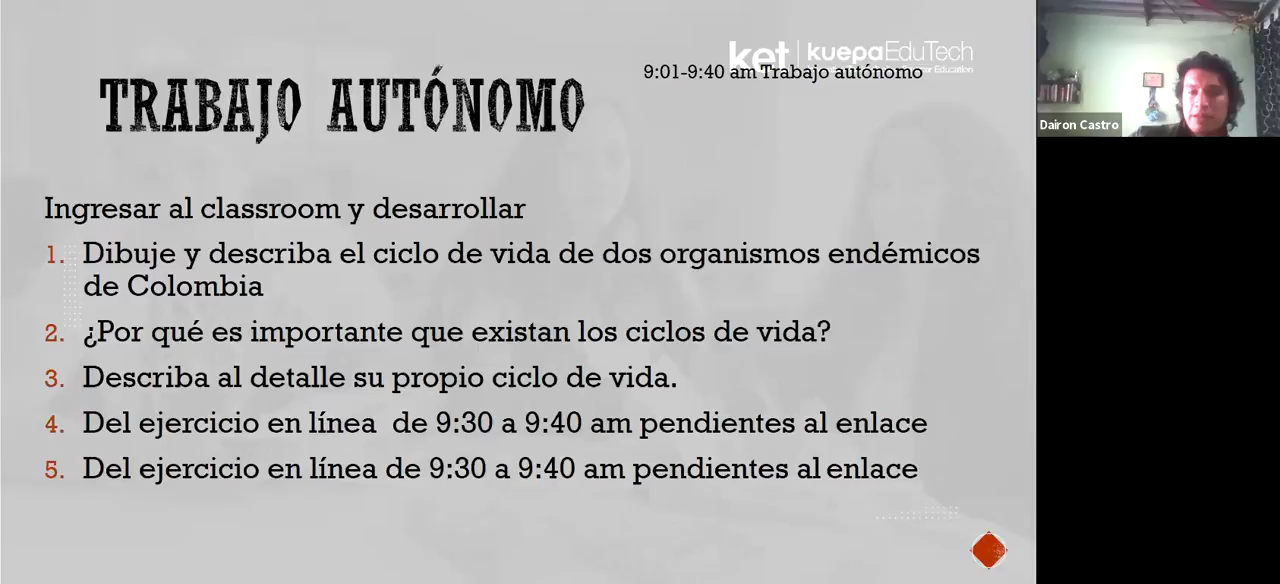 ket | kuepa EduTech
9:01-9:40 am Trabajo autónomo
TRABAJO AUTÓNOMO
Dairon Castro
Ingresar al classroom y desarrollar
1. Dibuje y describa el ciclo de vida de dos organismos endémicos
de Colombia
2. ¿Por qué es importante que existan los ciclos de vida?
3. Describa al detalle su propio ciclo de vida.
4. Del ejercicio en línea de 9:30 a 9:40 am pendientes al enlace
5. Del ejercicio en línea de 9:30 a 9:40 am pendientes al enlace